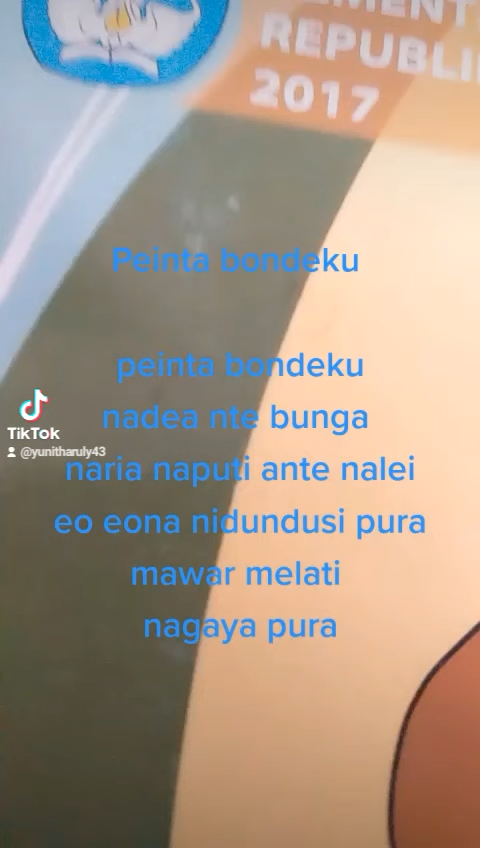 REPUBLI
2017
Peinta bondeku
peinta bondeku
nadea nte bunga
naria naputi ante nalei
eo eona nidundusi pura
mawar melati
nagaya pura
TikTok
@yunitharuly43